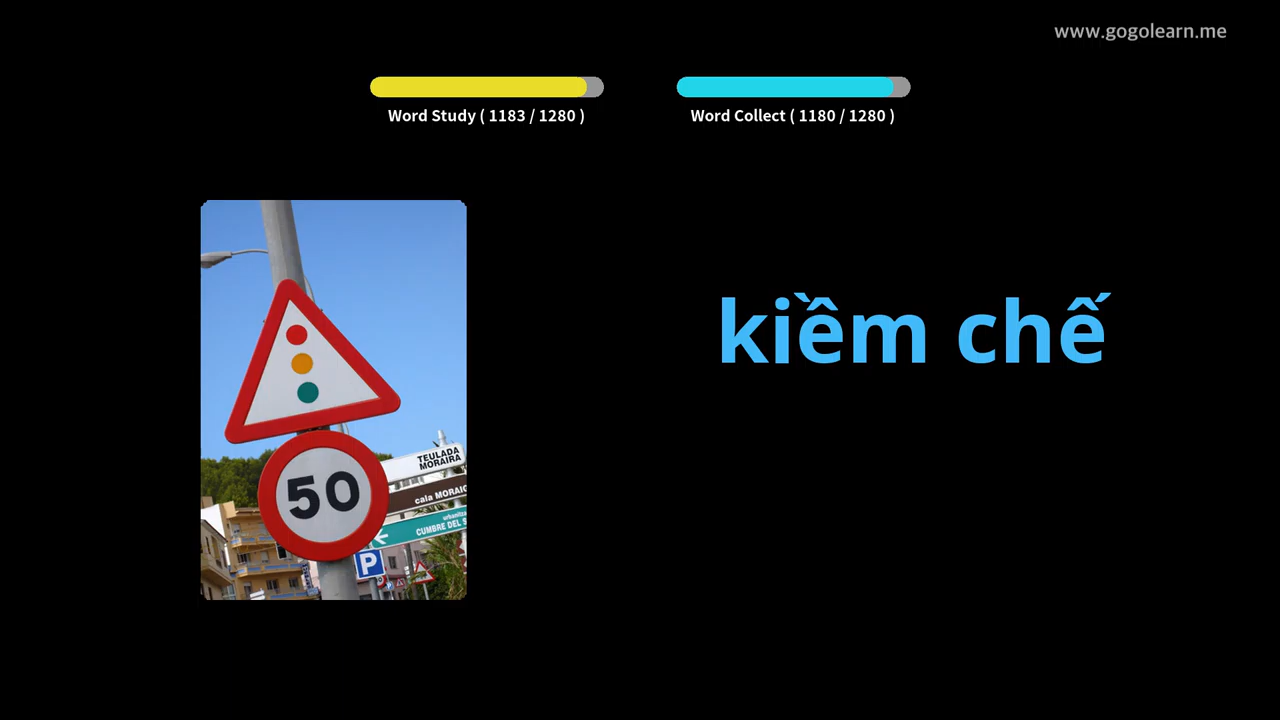 www.gogolearn.me
Word Study ( 1183 / 1280 )
Word Collect ( 1180 / 1280 )
kiềm chế
50
TEULADA
MORAIRA
cala MORAIG
CUMBRE DEL S
P